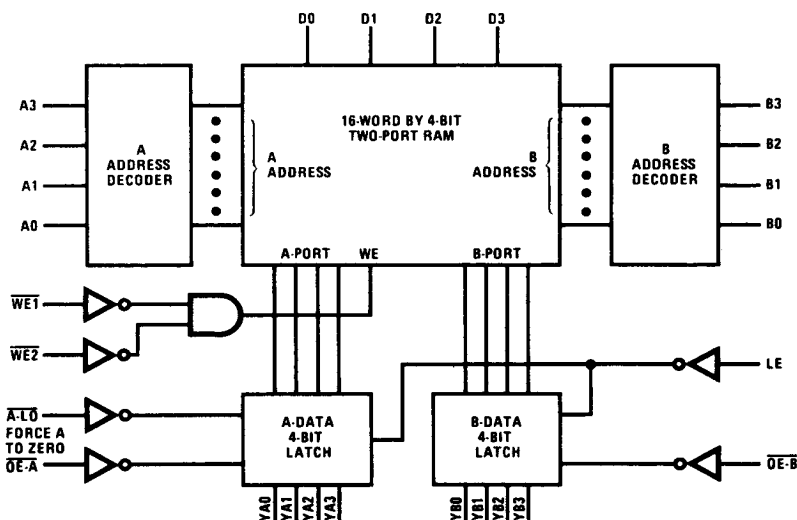 D0 D1 D2 D3
A3
A2
A1
A0
A
ADDRESS
DECODER
16-WORD BY 4-BIT
TWO-PORT RAM
A
ADDRESS
B
ADDRESS
B
ADDRESS
DECODER
B3
B2
B1
B0
A-PORT WE B-PORT
WE1
WE2
LE
A-LO
FORCE A
TO ZERO
OE-A
A-DATA
4-BIT
LATCH
B-DATA
4-BIT
LATCH
OE-B
YA0
YA1
YA2
YA3
YB0
YB1
YB2
YB3